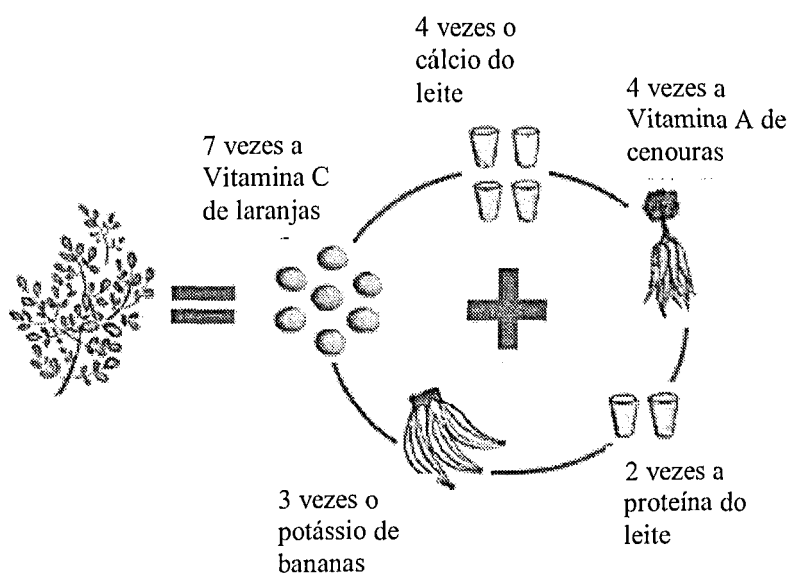 4 vezes o
cálcio do
leite
4 vezes a
Vitamina A de
cenouras
7 vezes a
Vitamina C
de laranjas
3 vezes o
potássio de
bananas
2 vezes a
proteína do
leite